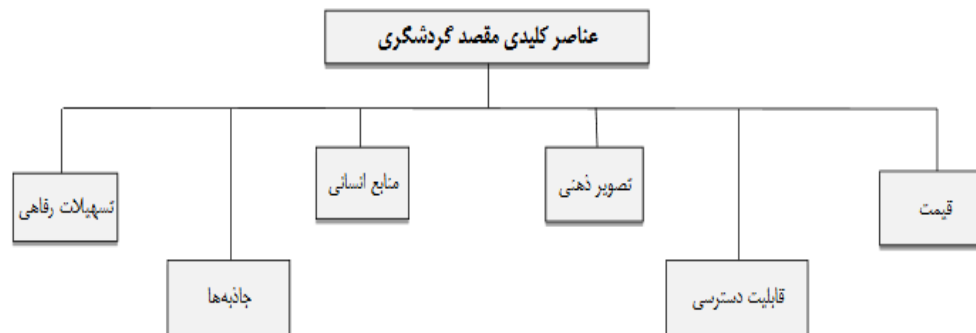 عناصر کلیدی مقصد گردشگری
قیمت
قابلیت دسترسی
تصویر ذهنی
منابع انسانی
جاذبه‌ها
تسهیلات رفاهی